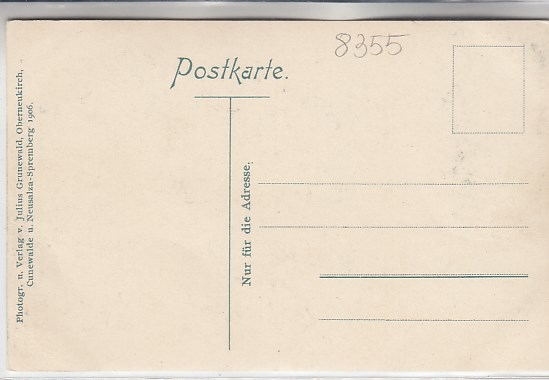 8355
Postkarte.
Photogr. u. Verlag v. Julius Grunewald, Oberneukirch,
Cunewalde u. Neusalza-Spremberg 1906.
Nur für die Adresse.